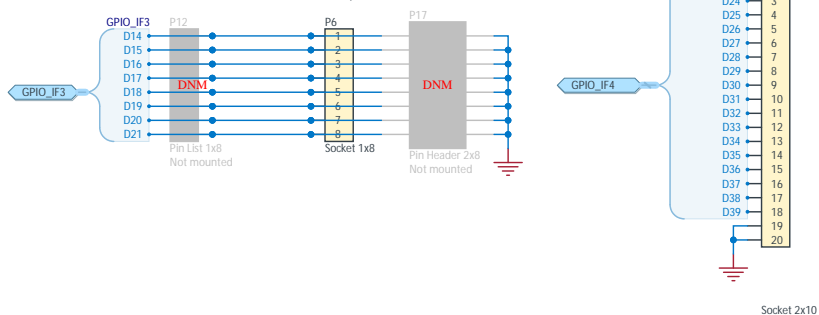 GPIO_IF3
P12
P6
P17
D14
1
D15
2
D16
3
D17
4
D18
5
D19
6
D20
7
D21
8
GPIO_IF3
DNM
DNM
Pin List 1x8
Not mounted
Socket 1x8
Pin Header 2x8
Not mounted
GPIO_IF4
D24 3
D25 4
D26 5
D27 6
D28 7
D29 8
D30 9
D31 10
D32 11
D33 12
D34 13
D35 14
D36 15
D37 16
D38 17
D39 18
19
20
Socket 2x10